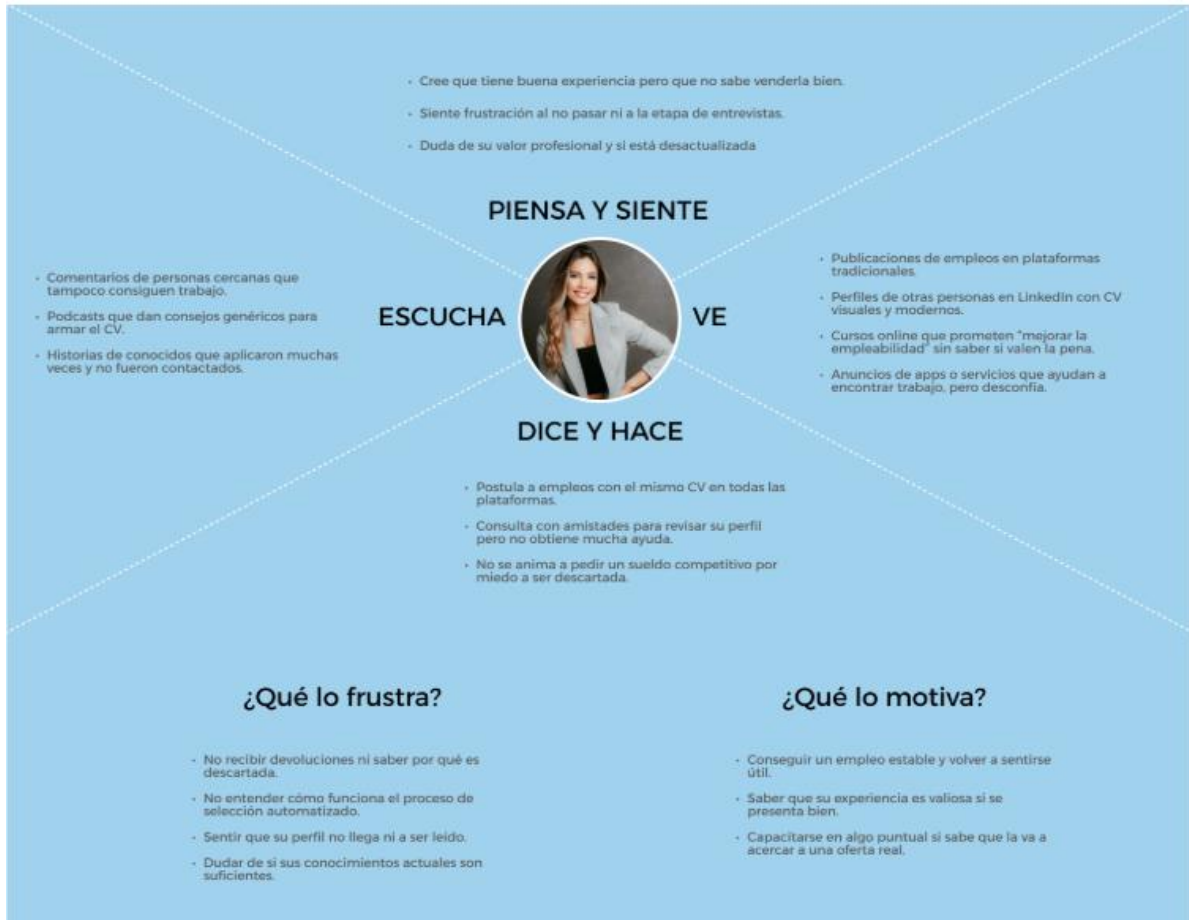 • Cree que tiene buena experiencia pero que no sabe venderla bien.
• Siente frustración al no pasar ni a la etapa de entrevistas.
• Duda de su valor profesional y si está desactualizada
PIENSA Y SIENTE
• Comentarios de personas cercanas que
tampoco consiguen trabajo.
• Podcasts que dan consejos genéricos para
armar el CV.
• Historias de conocidos que aplicaron muchas
veces y no fueron contactados.
ESCUCHA
VE
• Publicaciones de empleos en plataformas
tradicionales.
• Perfiles de otras personas en LinkedIn con CV
visuales y modernos.
• Cursos online que prometen "mejorar la
empleabilidad" sin saber si valen la pena.
• Anuncios de apps o servicios que ayudan a
encontrar trabajo, pero desconfía.
DICE Y HACE
• Postula a empleos con el mismo CV en todas las
plataformas.
• Consulta con amistades para revisar su perfil
pero no obtiene mucha ayuda.
• No se anima a pedir un sueldo competitivo por
miedo a ser descartada.
¿Qué lo frustra?
• No recibir devoluciones ni saber por qué es
descartada.
• No entender cómo funciona el proceso de
selección automatizado.
• Sentir que su perfil no llega ni a ser leído.
• Dudar de si sus conocimientos actuales son
suficientes.
¿Qué lo motiva?
• Conseguir un empleo estable y volver a sentirse
útil.
• Saber que su experiencia es valiosa si se
presenta bien.
• Capacitarse en algo puntual si sabe que la va a
acercar a una oferta real.